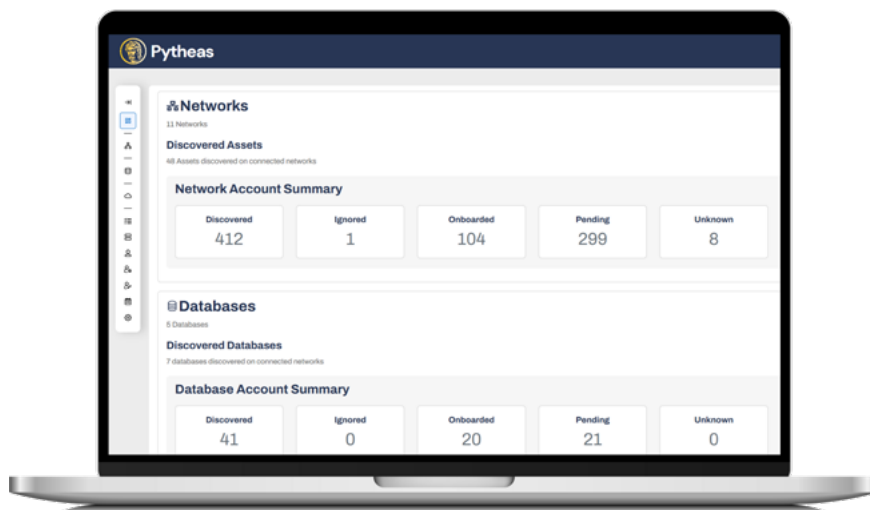 Pytheas
Networks
11 Networks
Discovered Assets
48 Assets discovered on connected networks
Network Account Summary
Discovered Ignored Onboarded Pending Unknown
412 1 104 299 8
Databases
5 Databases
Discovered Databases
7 databases discovered on connected networks
Database Account Summary
Discovered Ignored Onboarded Pending Unknown
41 0 20 21 0